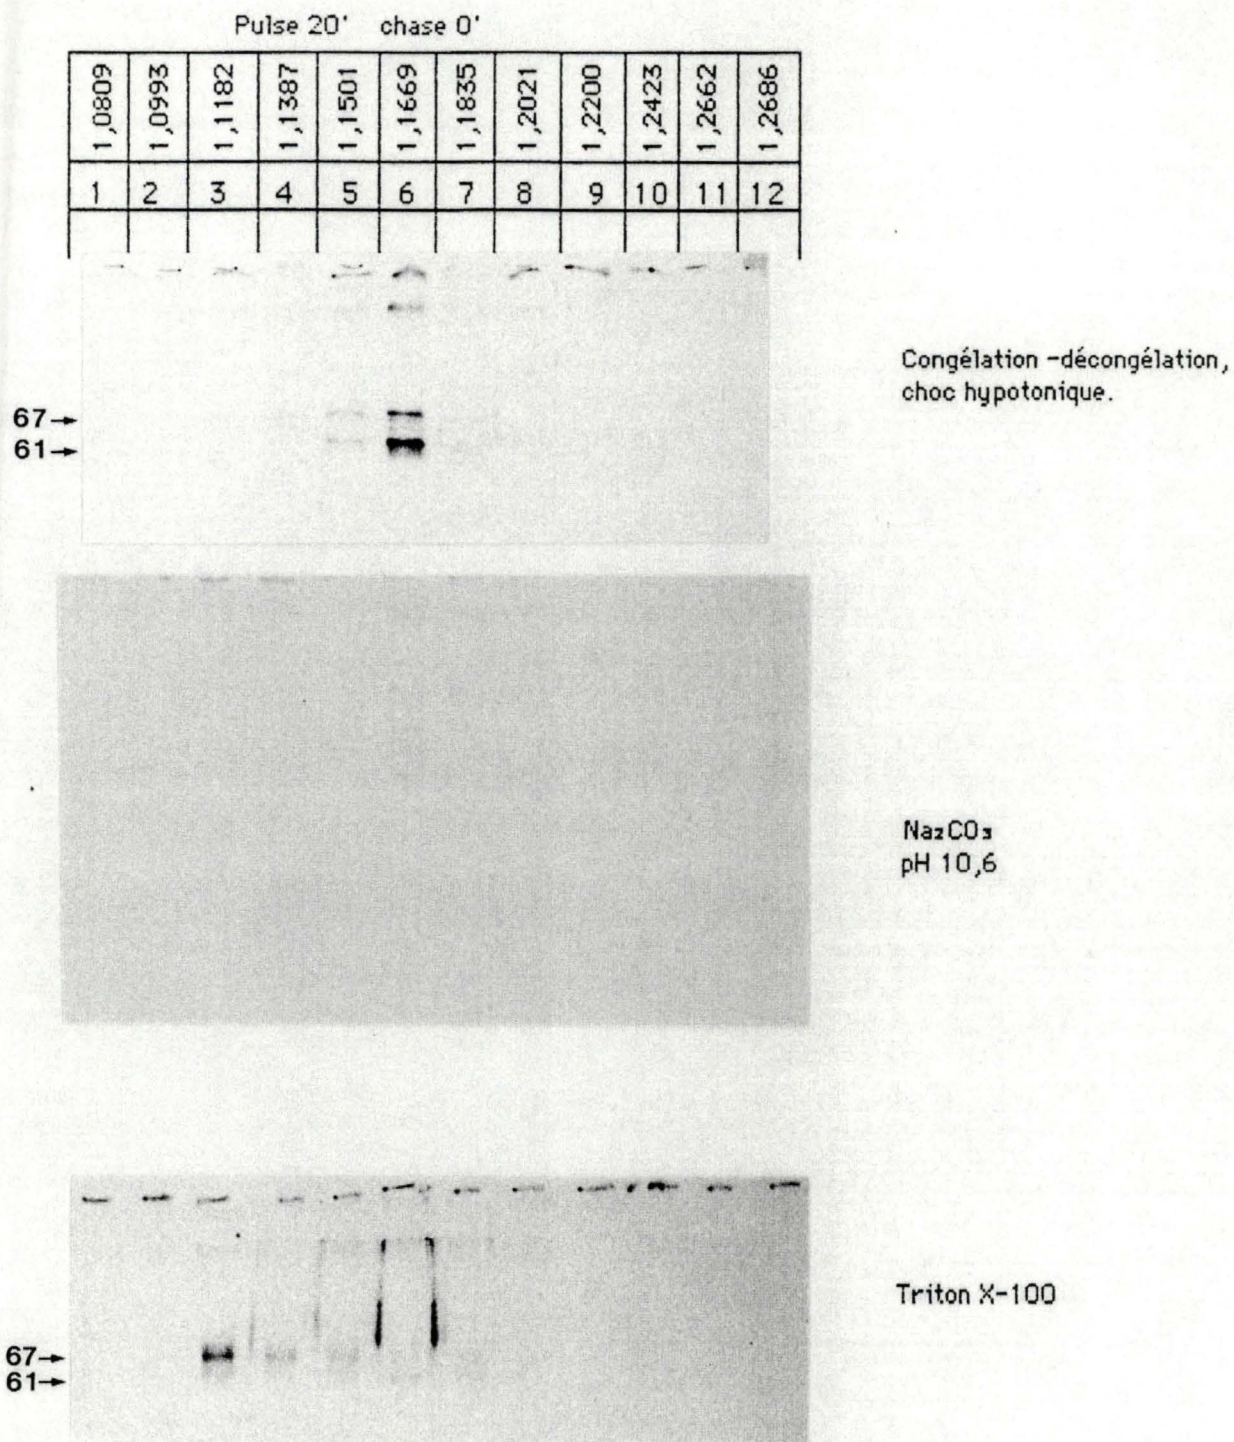 Pulse 20' chase 0'
1,0809 1,0993 1,1182 1,1387 1,1501 1,1669 1,1835 1,2021 1,2200 1,2423 1,2662 1,2686
1 2 3 4 5 6 7 8 9 10 11 12
Congélation -décongélation,
choc hypotonique.
67→
61→
Na₂CO₃
pH 10,6
Triton X-100
67→
61→